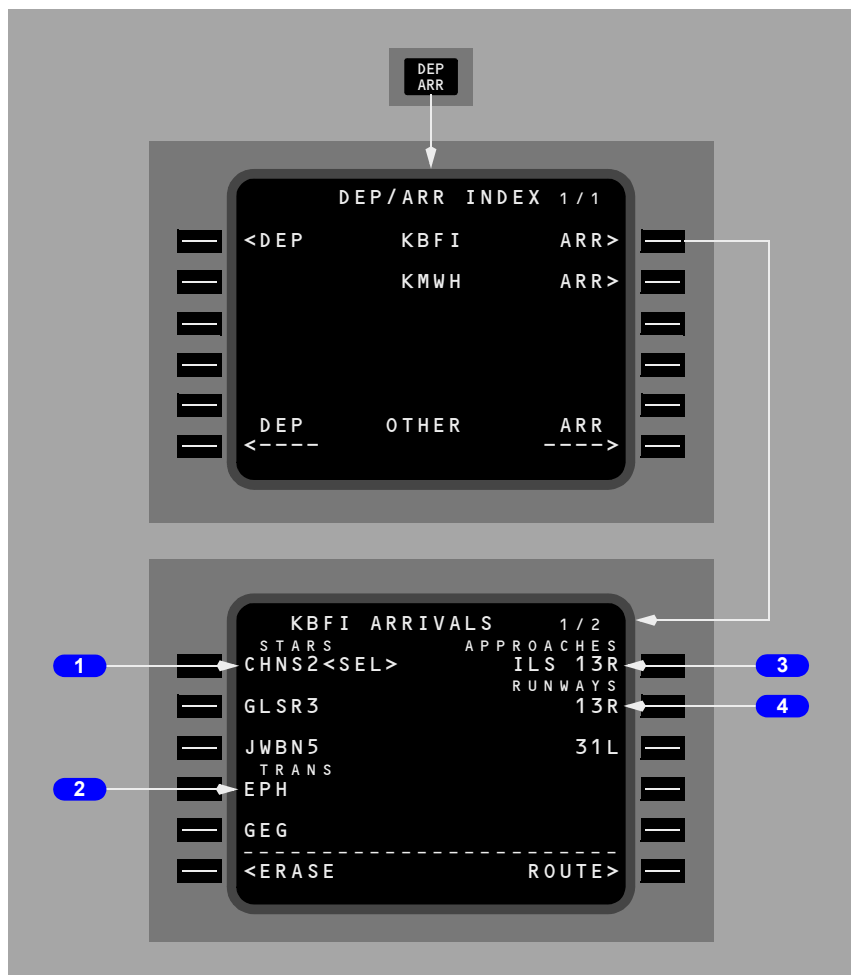 DEP
ARR
DEP/ARR INDEX 1/1
<DEP KBFI ARR>
KMWH ARR>
DEP OTHER ARR
<---- ---->
KBFI ARRIVALS 1/2
STARS APPROACHES
1 CHNS2<SEL> ILS 13R 3
RUNWAYS
GLSR3 13R 4
JWBN5 31L
TRANS
2 EPH
GEG
------------------------
<ERASE ROUTE>